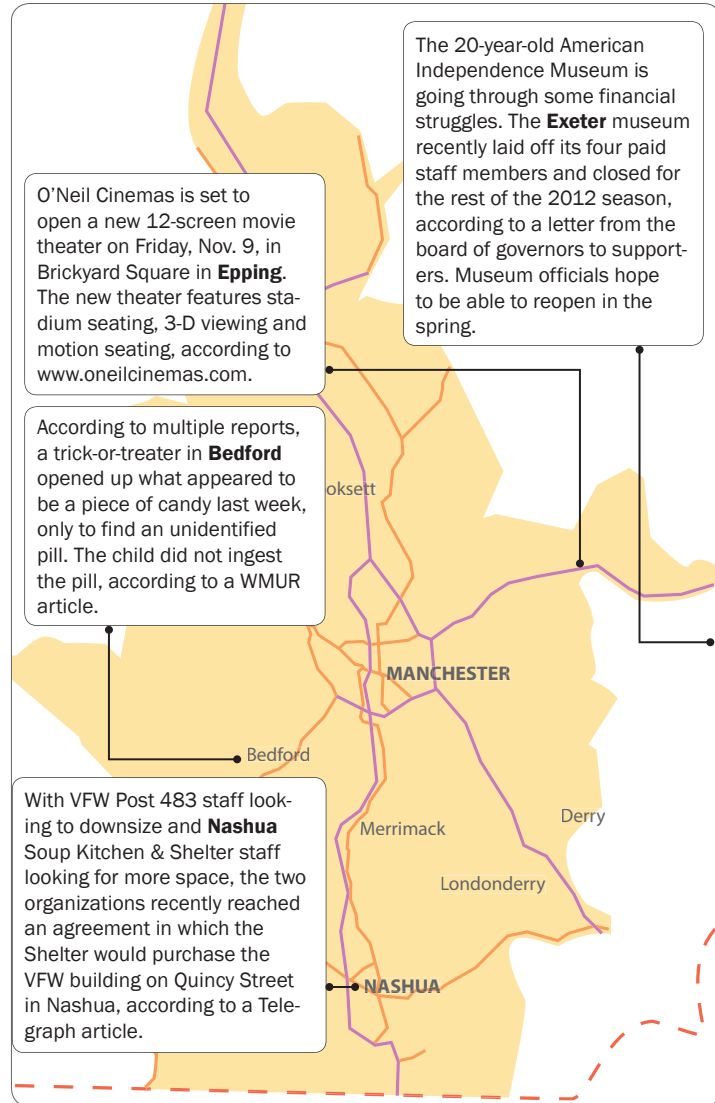 The 20-year-old American
Independence Museum is
going through some financial
struggles. The Exeter museum
recently laid off its four paid
staff members and closed for
the rest of the 2012 season,
according to a letter from the
board of governors to support-
ers. Museum officials hope
to be able to reopen in the
spring.
O'Neil Cinemas is set to
open a new 12-screen movie
theater on Friday, Nov. 9, in
Brickyard Square in Epping.
The new theater features sta-
dium seating, 3-D viewing and
motion seating, according to
www.oneilcinemas.com.
According to multiple reports,
a trick-or-treater in Bedford
opened up what appeared to
be a piece of candy last week,
only to find an unidentified
pill. The child did not ingest
the pill, according to a WMUR
article.
oksett
MANCHESTER
Bedford
Merrimack
Derry
Londonderry
NASHUA
With VFW Post 483 staff look-
ing to downsize and Nashua
Soup Kitchen & Shelter staff
looking for more space, the two
organizations recently reached
an agreement in which the
Shelter would purchase the
VFW building on Quincy Street
in Nashua, according to a Tele-
graph article.